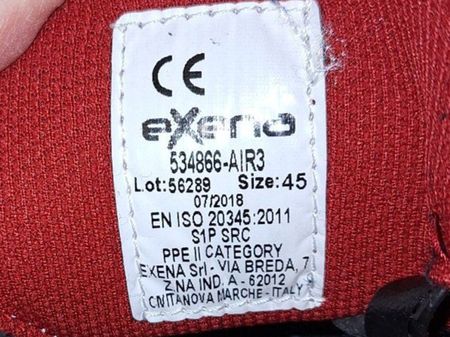 CE
exena
534866-AIR3
Lot:56289 Size:45
07/2018
EN ISO 20345:2011
S1P SRC
PPE II CATEGORY
EXENA Srl - VIA BREDA, 7
Z.NA IND. A - 62012
CIVITANOVA MARCHE - ITALY